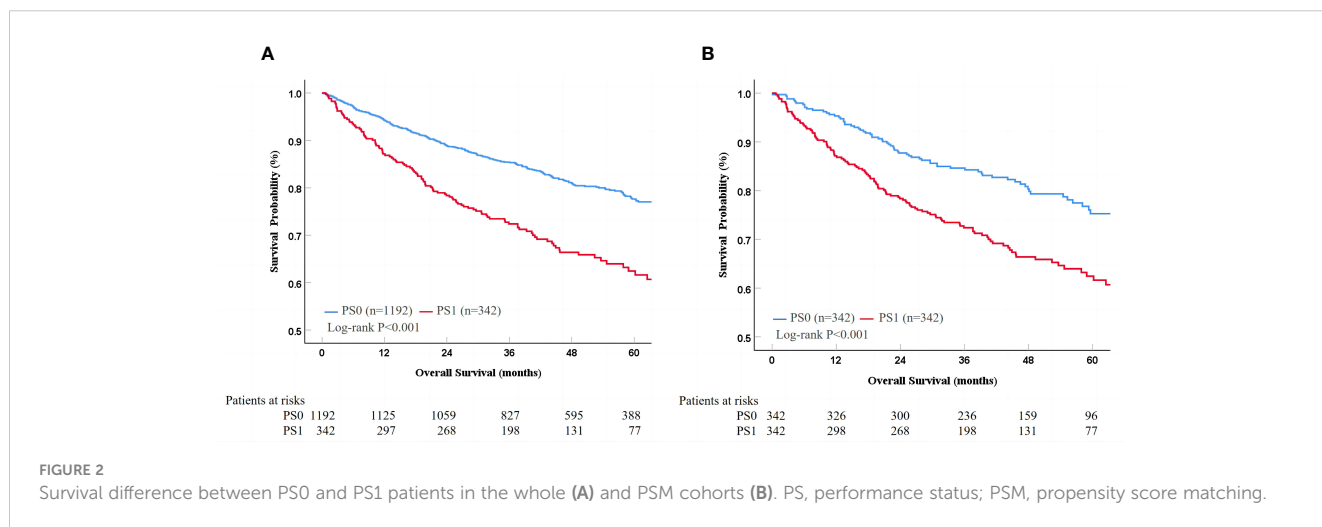 A
B
1.0
0.9
0.8
0.7
0.6
0.5
Survival Probability (%)
PS0 (n=1192) PS1 (n=342)
Log-rank P<0.001
0 12 24 36 48 60
Overall Survival (months)
Patients at risks
PS0 1192 1125 1059 827 595 388
PS1 342 297 268 198 131 77
1.0
0.9
0.8
0.7
0.6
0.5
Survival Probability (%)
PS0 (n=342) PS1 (n=342)
Log-rank P<0.001
0 12 24 36 48 60
Overall Survival (months)
Patients at risks
PS0 342 326 300 236 159 96
PS1 342 298 268 198 131 77
FIGURE 2
Survival difference between PS0 and PS1 patients in the whole (A) and PSM cohorts (B). PS, performance status; PSM, propensity score matching.